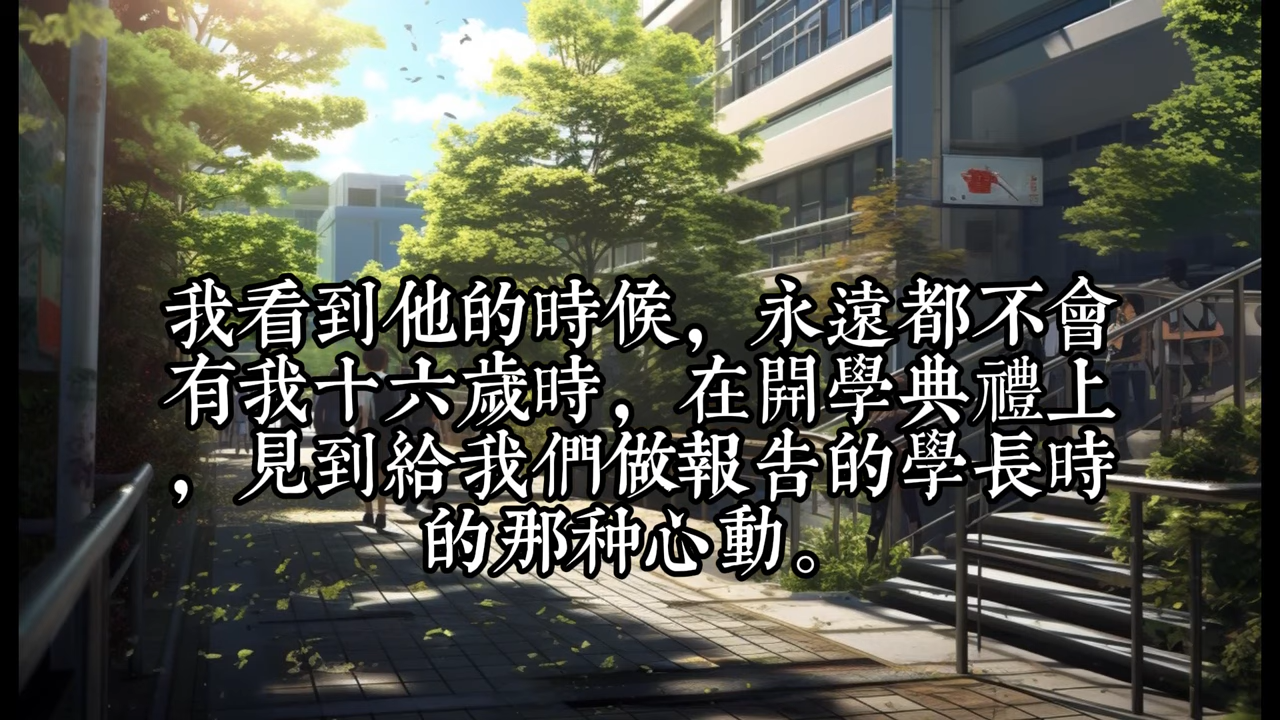 我看到他的時候，永遠都不會
有我十六歲時，在開學典禮上
，見到給我們做報告的學長時
的那种心動。